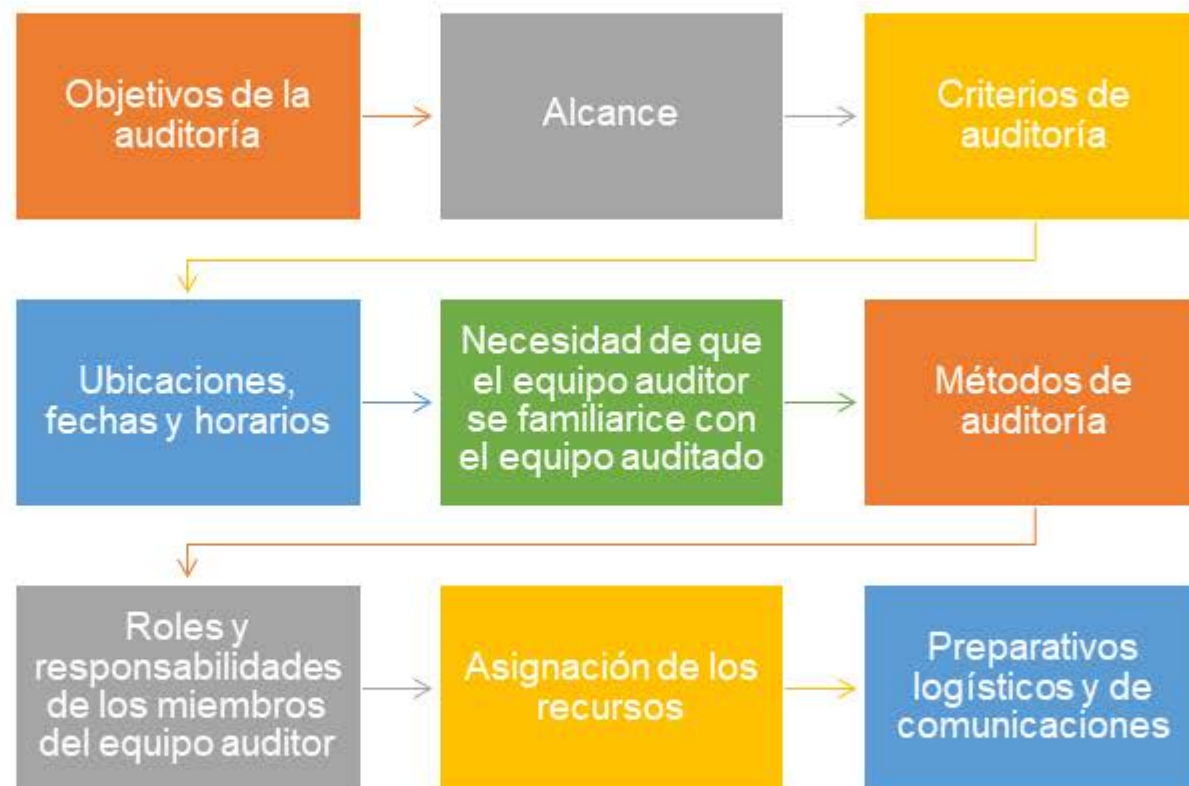 Objetivos de la
auditoría
Alcance
Criterios de
auditoría
Ubicaciones,
fechas y horarios
Necesidad de que
el equipo auditor
se familiarice con
el equipo auditado
Métodos de
auditoría
Roles y
responsabilidades
de los miembros
del equipo auditor
Asignación de los
recursos
Preparativos
logísticos y de
comunicaciones